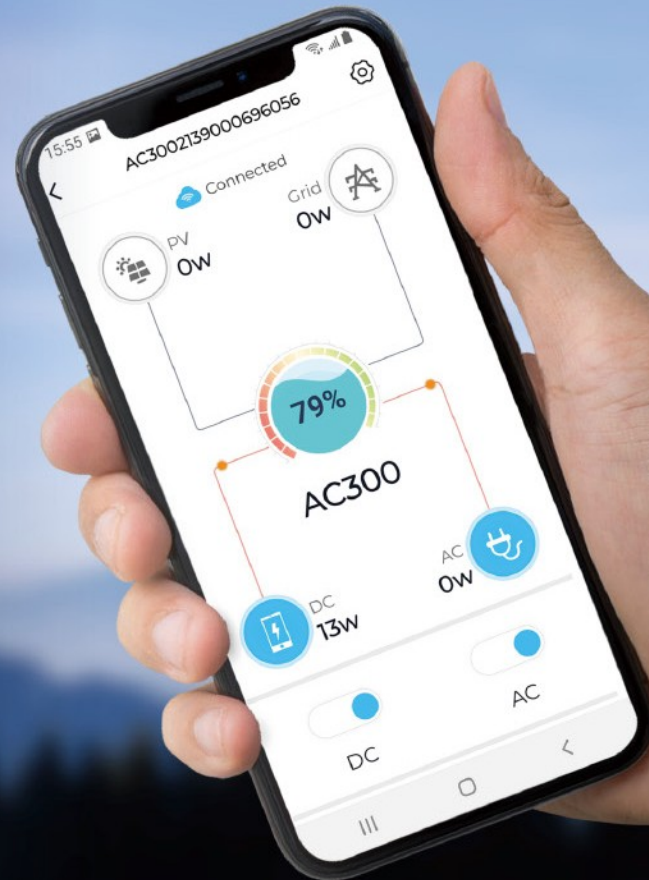 15:55
AC3002139000696056
Connected
PV
0W
Grid
0W
79%
AC300
DC
13W
AC
0W
DC
AC